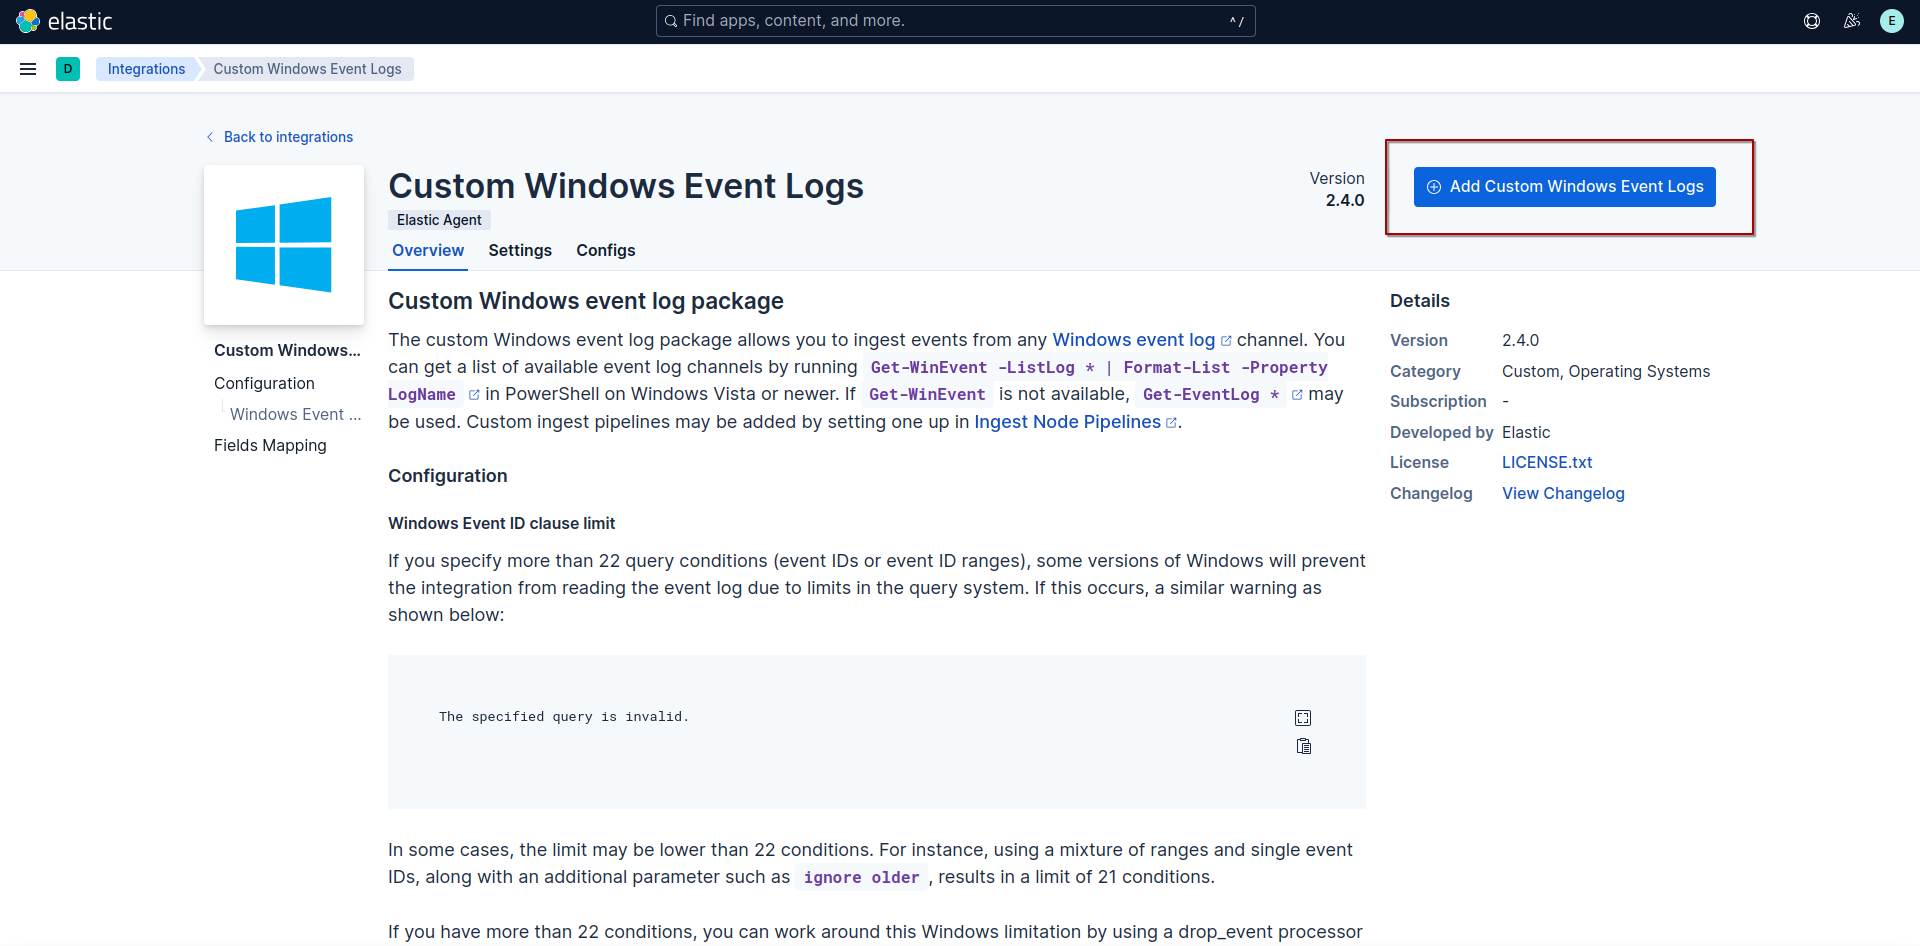 elastic
Find apps, content, and more.
^ /
E
D
Integrations
Custom Windows Event Logs
Back to integrations
Custom Windows Event Logs
Elastic Agent
Version
2.4.0
Add Custom Windows Event Logs
Overview
Settings
Configs
Custom Windows...
Configuration
Windows Event ...
Fields Mapping
Custom Windows event log package
The custom Windows event log package allows you to ingest events from any Windows event log channel. You
can get a list of available event log channels by running Get-WinEvent -ListLog * | Format-List -Property
LogName in PowerShell on Windows Vista or newer. If Get-WinEvent is not available, Get-EventLog * may
be used. Custom ingest pipelines may be added by setting one up in Ingest Node Pipelines.
Configuration
Windows Event ID clause limit
If you specify more than 22 query conditions (event IDs or event ID ranges), some versions of Windows will prevent
the integration from reading the event log due to limits in the query system. If this occurs, a similar warning as
shown below:
The specified query is invalid.
In some cases, the limit may be lower than 22 conditions. For instance, using a mixture of ranges and single event
IDs, along with an additional parameter such as ignore older , results in a limit of 21 conditions.
If you have more than 22 conditions, you can work around this Windows limitation by using a drop_event processor
Details
Version 2.4.0
Category Custom, Operating Systems
Subscription -
Developed by Elastic
License LICENSE.txt
Changelog View Changelog